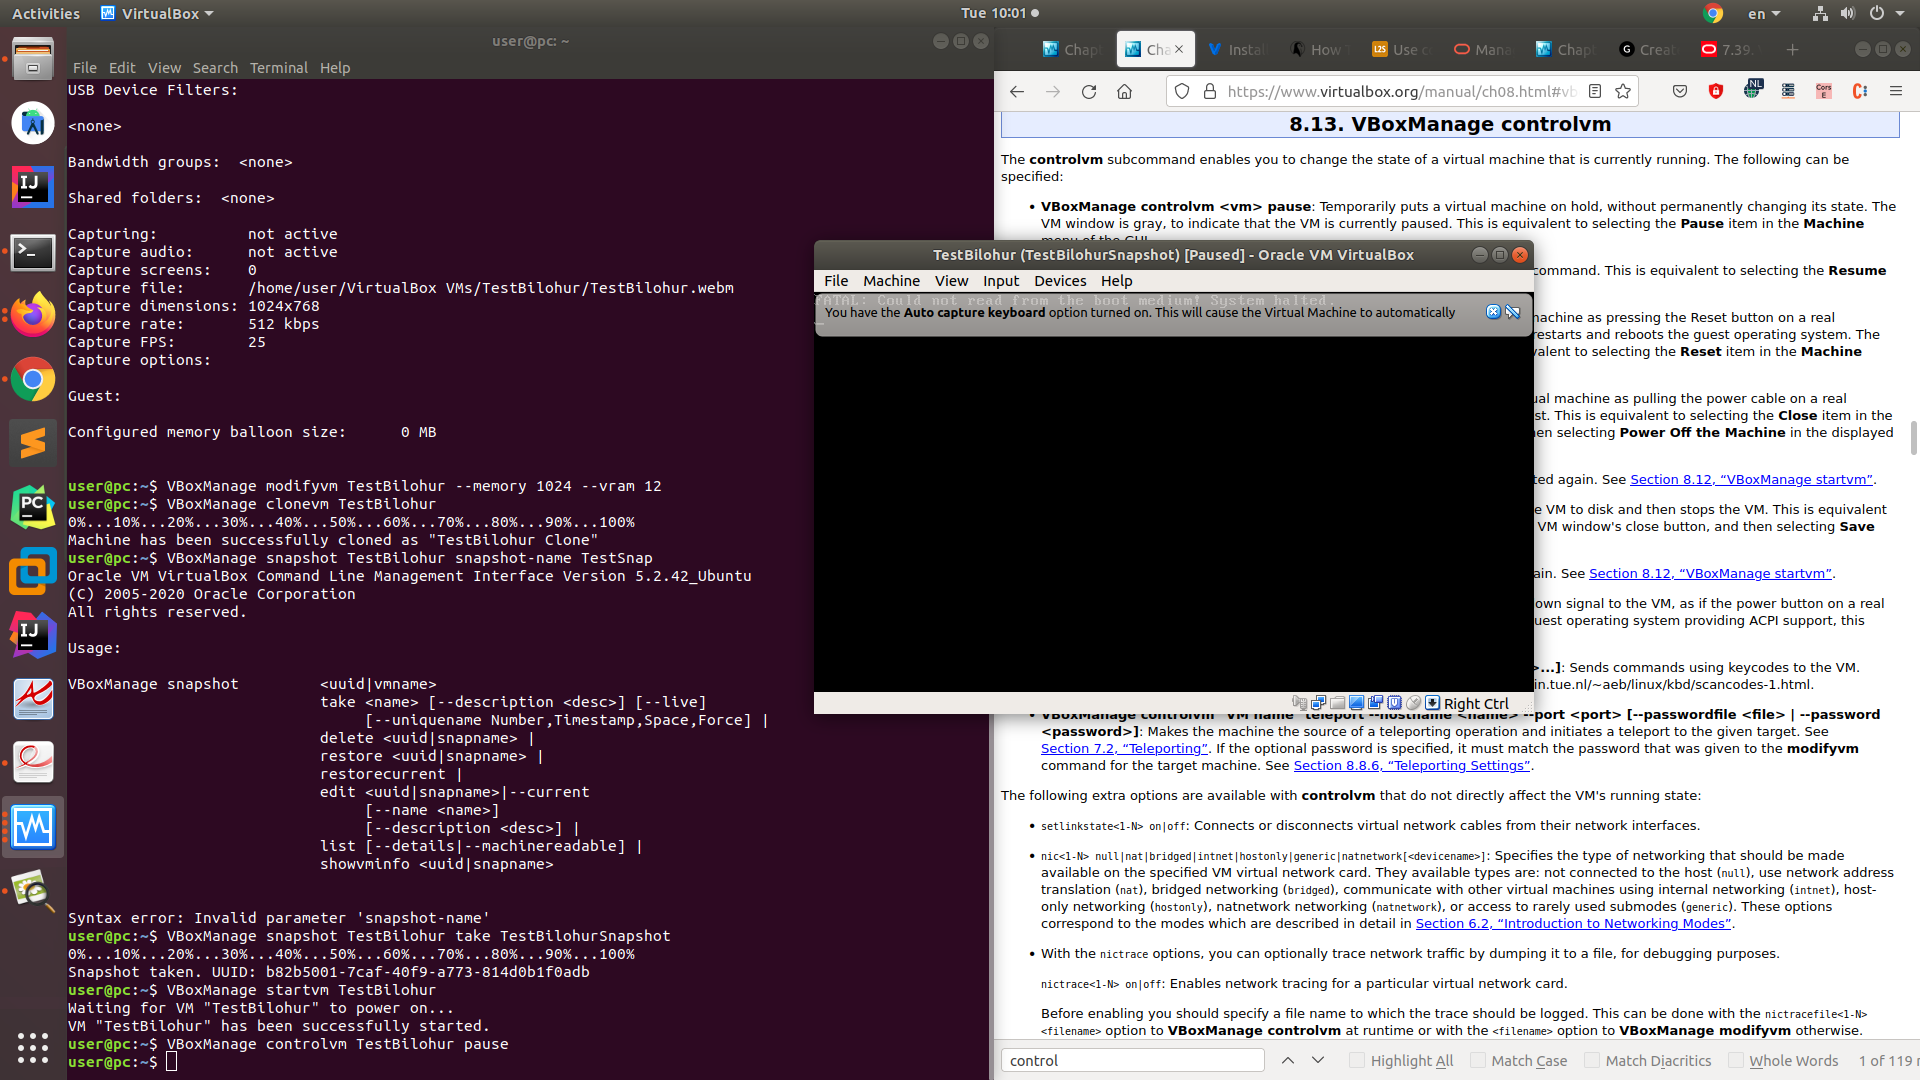 Activities
VirtualBox
Tue 10:01
en
user@pc: ~
File Edit View Search Terminal Help
USB Device Filters:
<none>
Bandwidth groups:  <none>
Shared folders:  <none>
Capturing: not active
Capture audio: not active
Capture screens: 0
Capture file: /home/user/VirtualBox VMs/TestBilohur/TestBilohur.webm
Capture dimensions: 1024x768
Capture rate: 512 kbps
Capture FPS: 25
Capture options:
Guest:
Configured memory balloon size: 0 MB
user@pc:~$ VBoxManage modifyvm TestBilohur --memory 1024 --vram 12
user@pc:~$ VBoxManage clonevm TestBilohur
0%...10%...20%...30%...40%...50%...60%...70%...80%...90%...100%
Machine has been successfully cloned as "TestBilohur Clone"
user@pc:~$ VBoxManage snapshot TestBilohur snapshot-name TestSnap
Oracle VM VirtualBox Command Line Management Interface Version 5.2.42_Ubuntu
(C) 2005-2020 Oracle Corporation
All rights reserved.
Usage:
VBoxManage snapshot <uuid|vmname>
take <name> [--description <desc>] [--live]
[--uniquename Number,Timestamp,Space,Force] |
delete <uuid|snapname> |
restore <uuid|snapname> |
restorecurrent |
edit <uuid|snapname>|--current
[--name <name>]
[--description <desc>] |
list [--details|--machinereadable] |
showvminfo <uuid|snapname>
Syntax error: Invalid parameter 'snapshot-name'
user@pc:~$ VBoxManage snapshot TestBilohur take TestBilohurSnapshot
0%...10%...20%...30%...40%...50%...60%...70%...80%...90%...100%
Snapshot taken. UUID: b82b5001-7caf-40f9-a773-814d0b1f0adb
user@pc:~$ VBoxManage startvm TestBilohur
Waiting for VM "TestBilohur" to power on...
VM "TestBilohur" has been successfully started.
user@pc:~$ VBoxManage controlvm TestBilohur pause
user@pc:~$
Chapt Cha Install How Use c Mana Chapt Creat 7.39.
https://www.virtualbox.org/manual/ch08.html#vb
8.13. VBoxManage controlvm
The controlvm subcommand enables you to change the state of a virtual machine that is currently running. The following can be
specified:
• VBoxManage controlvm <vm> pause: Temporarily puts a virtual machine on hold, without permanently changing its state. The
VM window is gray, to indicate that the VM is currently paused. This is equivalent to selecting the Pause item in the Machine
menu of the GUI.
command. This is equivalent to selecting the Resume
machine as pressing the Reset button on a real
restarts and reboots the guest operating system. The
valent to selecting the Reset item in the Machine
ual machine as pulling the power cable on a real
st. This is equivalent to selecting the Close item in the
en selecting Power Off the Machine in the displayed
ted again. See Section 8.12, “VBoxManage startvm”.
e VM to disk and then stops the VM. This is equivalent
VM window's close button, and then selecting Save
ain. See Section 8.12, “VBoxManage startvm”.
own signal to the VM, as if the power button on a real
uest operating system providing ACPI support, this
>...]: Sends commands using keycodes to the VM.
in.tue.nl/~aeb/linux/kbd/scancodes-1.html.
• VBoxManage controlvm "VM name" teleport --hostname <name> --port <port> [--passwordfile <file> | --password
<password>]: Makes the machine the source of a teleporting operation and initiates a teleport to the given target. See
Section 7.2, “Teleporting”. If the optional password is specified, it must match the password that was given to the modifyvm
command for the target machine. See Section 8.8.6, “Teleporting Settings”.
The following extra options are available with controlvm that do not directly affect the VM's running state:
• setlinkstate<1-N> on|off: Connects or disconnects virtual network cables from their network interfaces.
• nic<1-N> null|nat|bridged|intnet|hostonly|generic|natnetwork[<devicename>]: Specifies the type of networking that should be made
available on the specified VM virtual network card. They available types are: not connected to the host (null), use network address
translation (nat), bridged networking (bridged), communicate with other virtual machines using internal networking (intnet), host-
only networking (hostonly), natnetwork networking (natnetwork), or access to rarely used submodes (generic). These options
correspond to the modes which are described in detail in Section 6.2, “Introduction to Networking Modes”.
• With the nictrace options, you can optionally trace network traffic by dumping it to a file, for debugging purposes.
nictrace<1-N> on|off: Enables network tracing for a particular virtual network card.
Before enabling you should specify a file name to which the trace should be logged. This can be done with the nictracefile<1-N>
<filename> option to VBoxManage controlvm at runtime or with the <filename> option to VBoxManage modifyvm otherwise.
control
Highlight All Match Case Match Diacritics Whole Words 1 of 119
TestBilohur (TestBilohurSnapshot) [Paused] - Oracle VM VirtualBox
File Machine View Input Devices Help
FATAL: Could not read from the boot medium! System halted.
You have the Auto capture keyboard option turned on. This will cause the Virtual Machine to automatically
Right Ctrl